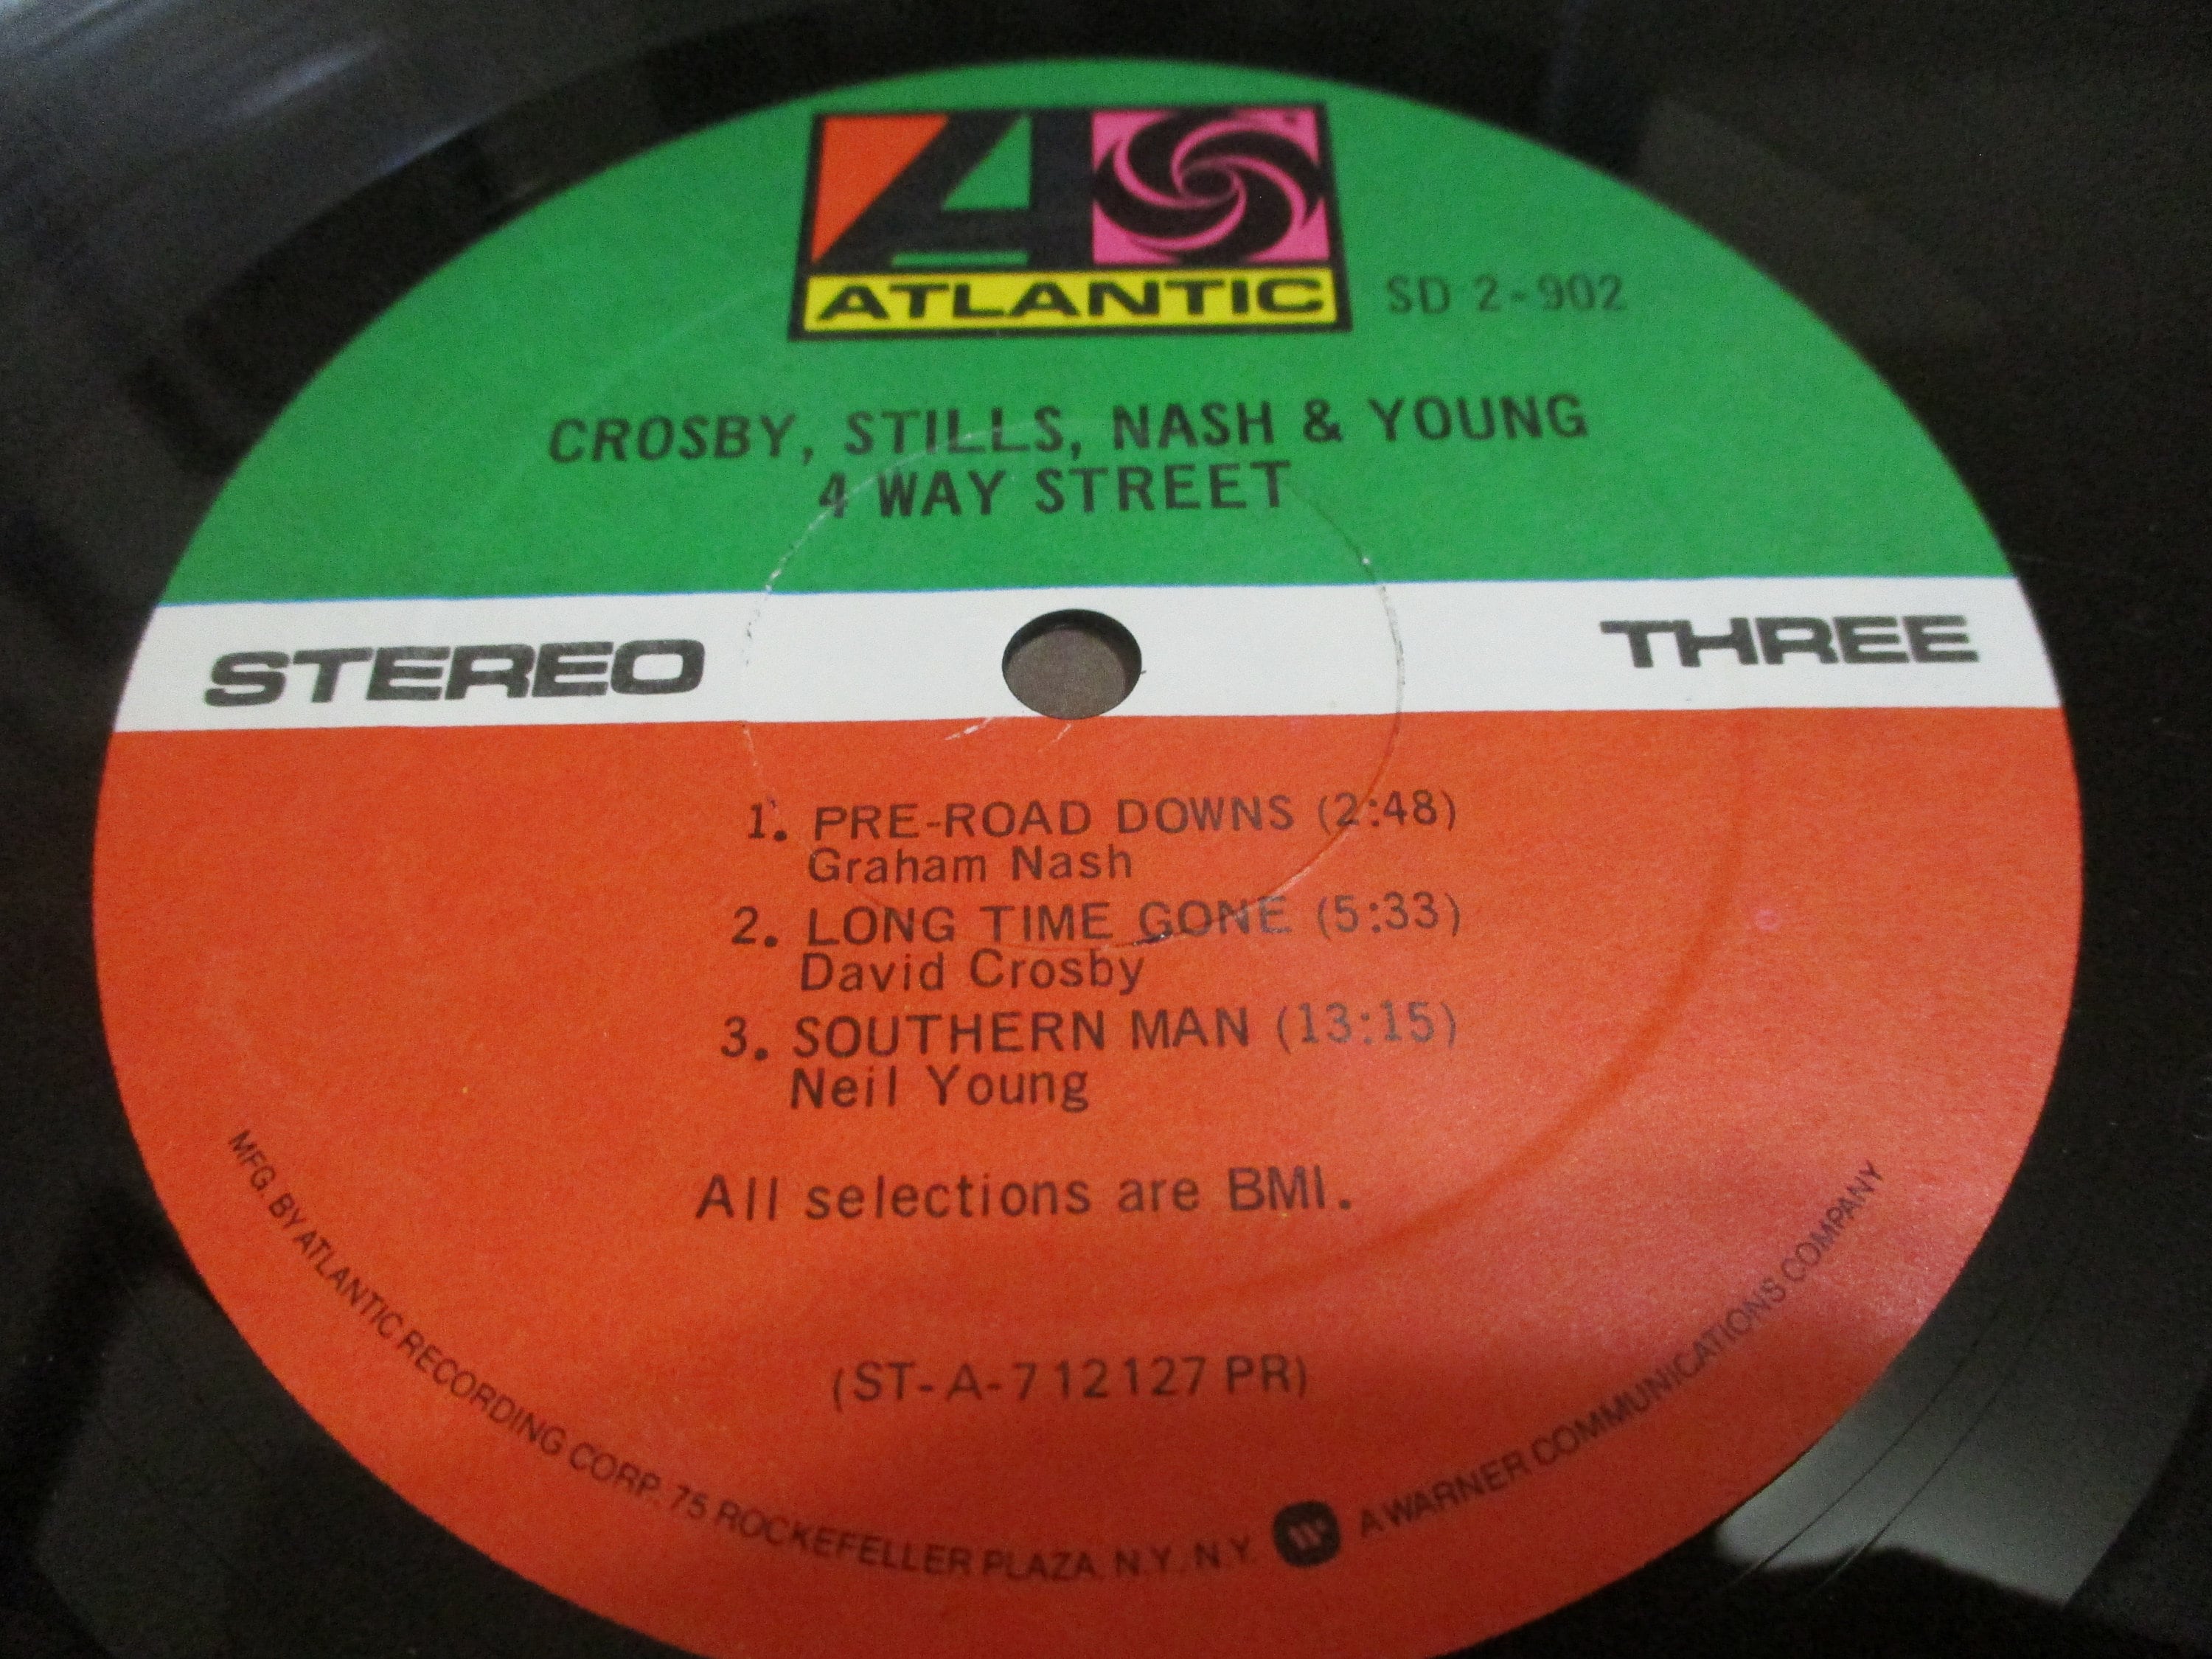 ATLANTIC
SD 2-902
CROSBY, STILLS, NASH & YOUNG
4 WAY STREET
STEREO
THREE
1. PRE-ROAD DOWNS (2:48)
Graham Nash
2. LONG TIME GONE (5:33)
David Crosby
3. SOUTHERN MAN (13:15)
Neil Young
All selections are BMI.
(ST-A-712127 PR)
MFG. BY ATLANTIC RECORDING CORP. 75 ROCKEFELLER PLAZA, N.Y., N.Y. A WARNER COMMUNICATIONS COMPANY